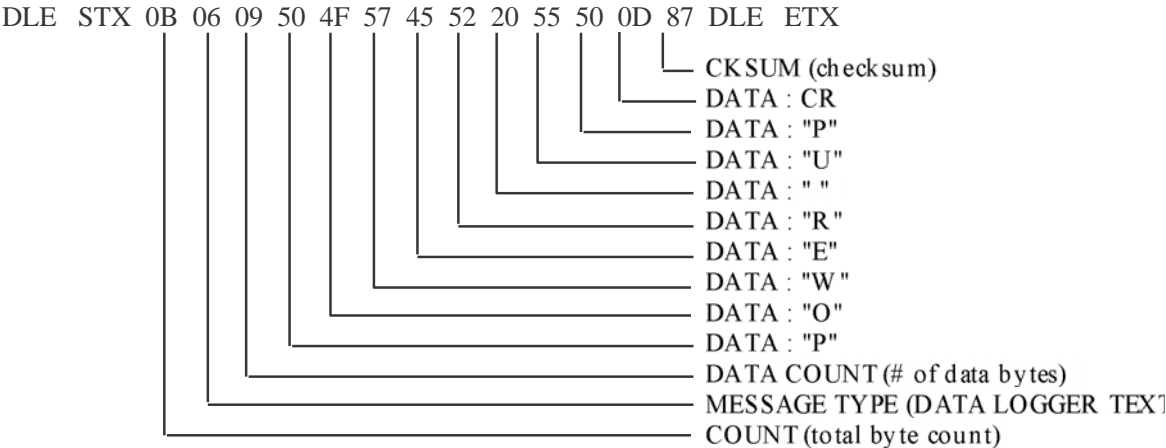 DLE STX 0B 06 09 50 4F 57 45 52 20 55 50 0D 87 DLE ETX
CKSUM (checksum)
DATA : CR
DATA : "P"
DATA : "U"
DATA : " "
DATA : "R"
DATA : "E"
DATA : "W"
DATA : "O"
DATA : "P"
DATA COUNT (# of data bytes)
MESSAGE TYPE (DATA LOGGER TEXT
COUNT (total byte count)